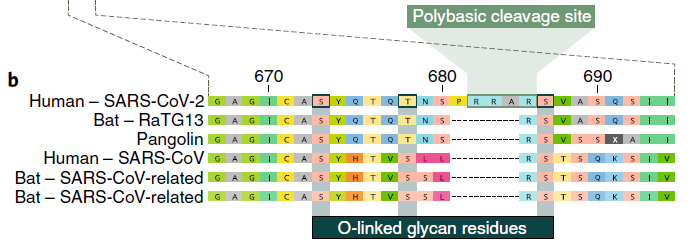 Polybasic cleavage site
b
670 680 690
Human – SARS-CoV-2 G A G I C A S Y Q T Q T N S P R R A R S V A S Q S I I
Bat – RaTG13 G A G I C A S Y Q T Q T N S ----------- R S V A S Q S I I
Pangolin G A G I C A S Y Q T Q T N S ----------- R S V S S X A I I
Human – SARS-CoV G A G I C A S Y H T V S L L ----------- R S T S Q K S I V
Bat – SARS-CoV-related G A G I C A S Y H T V S S L ----------- R S T S Q K S I V
Bat – SARS-CoV-related G A G I C A S Y H T V S S L ----------- R S T S Q K S I V
O-linked glycan residues